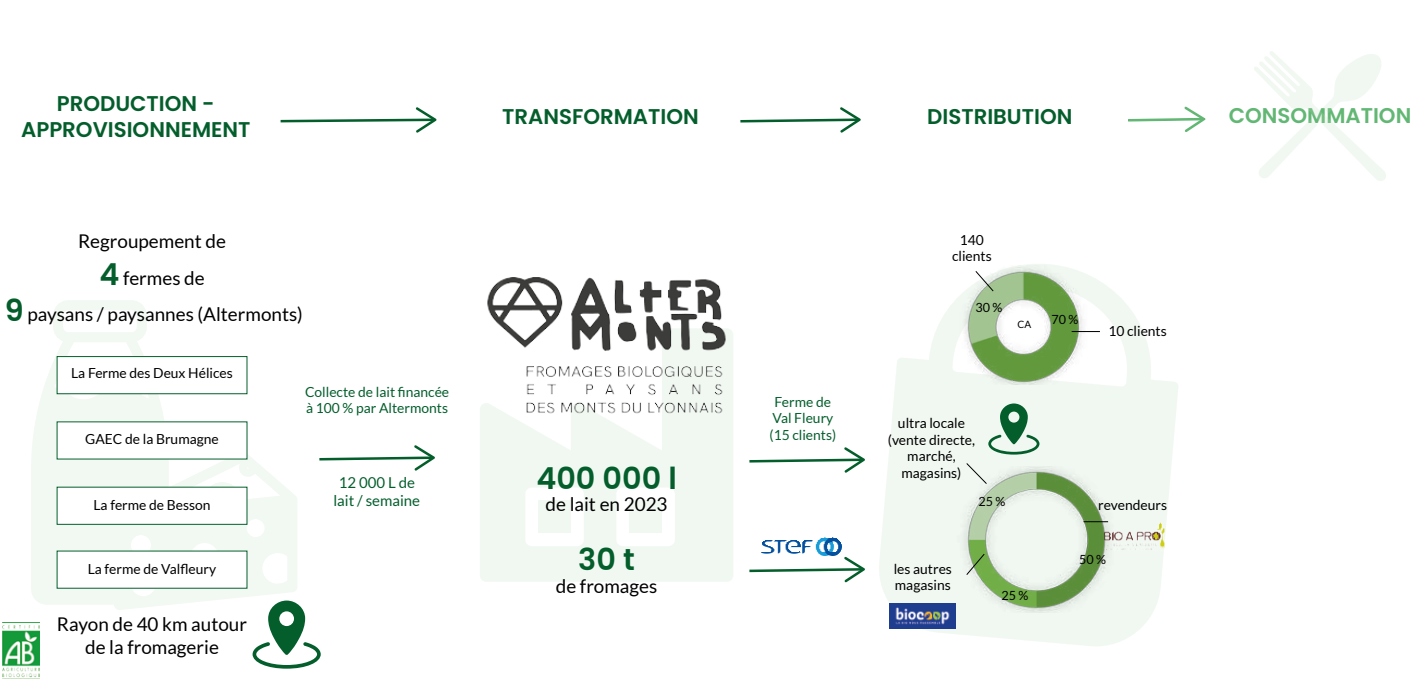 PRODUCTION -
APPROVISIONNEMENT
TRANSFORMATION
DISTRIBUTION
CONSOMMATION
Regroupement de
4 fermes de
9 paysans / paysannes (Altermonts)
La Ferme des Deux Hélices
GAEC de la Brumagne
La ferme de Besson
La ferme de Valfleury
Rayon de 40 km autour
de la fromagerie
CERTIFIÉ
AB
AGRICULTURE
BIOLOGIQUE
Collecte de lait financée
à 100 % par Altermonts
12 000 L de
lait / semaine
ALTER
MONTS
FROMAGES BIOLOGIQUES
ET PAYSANS
DES MONTS DU LYONNAIS
400 000 l
de lait en 2023
30 t
de fromages
Ferme de
Val Fleury
(15 clients)
STEF
140
clients
30 %
CA
70 %
10 clients
ultra locale
(vente directe,
marché,
magasins)
25 %
revendeurs
BIO A PRO
50 %
les autres
magasins
25 %
biocoop